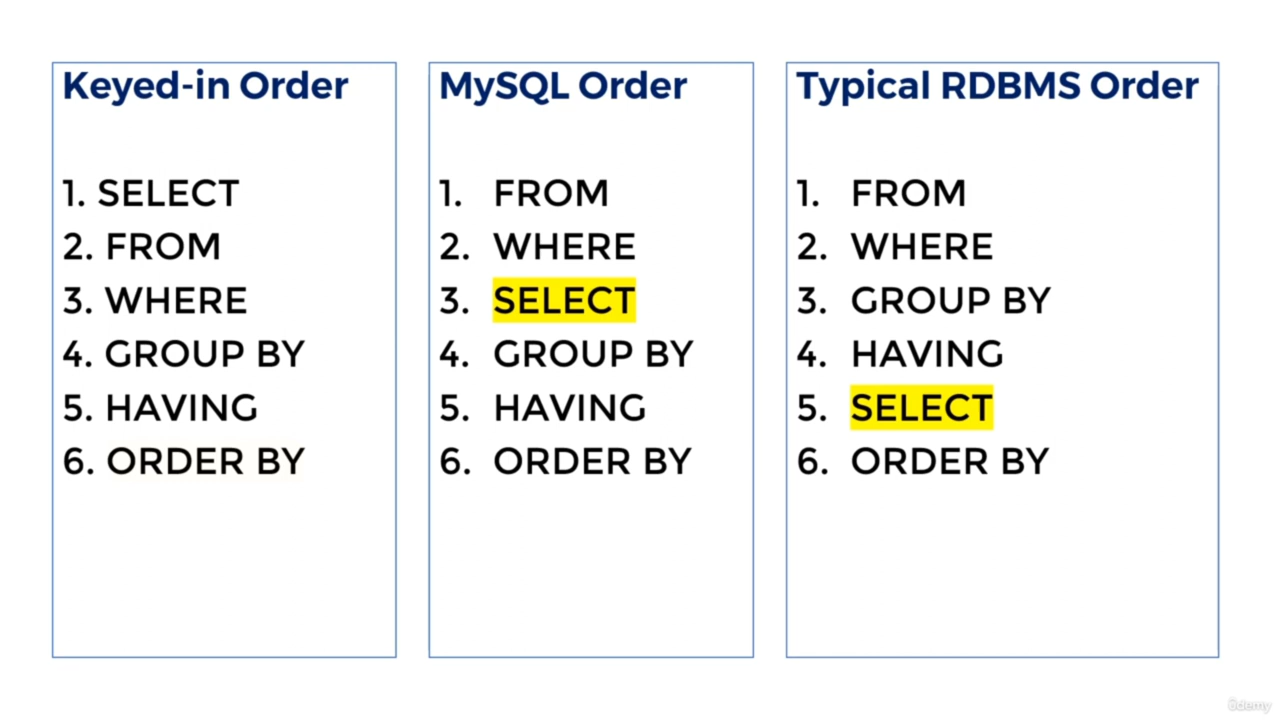 Keyed-in Order
1. SELECT
2. FROM
3. WHERE
4. GROUP BY
5. HAVING
6. ORDER BY
MySQL Order
1. FROM
2. WHERE
3. SELECT
4. GROUP BY
5. HAVING
6. ORDER BY
Typical RDBMS Order
1. FROM
2. WHERE
3. GROUP BY
4. HAVING
5. SELECT
6. ORDER BY
ûdemy